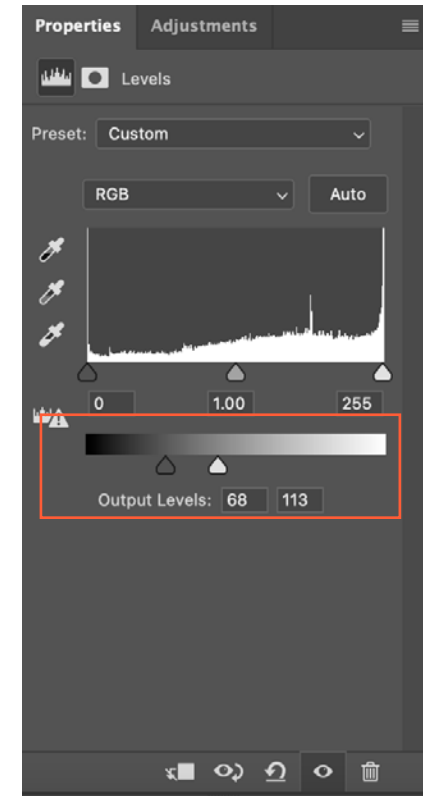 Properties Adjustments
Levels
Preset: Custom
RGB Auto
0 1.00 255
Output Levels: 68 113